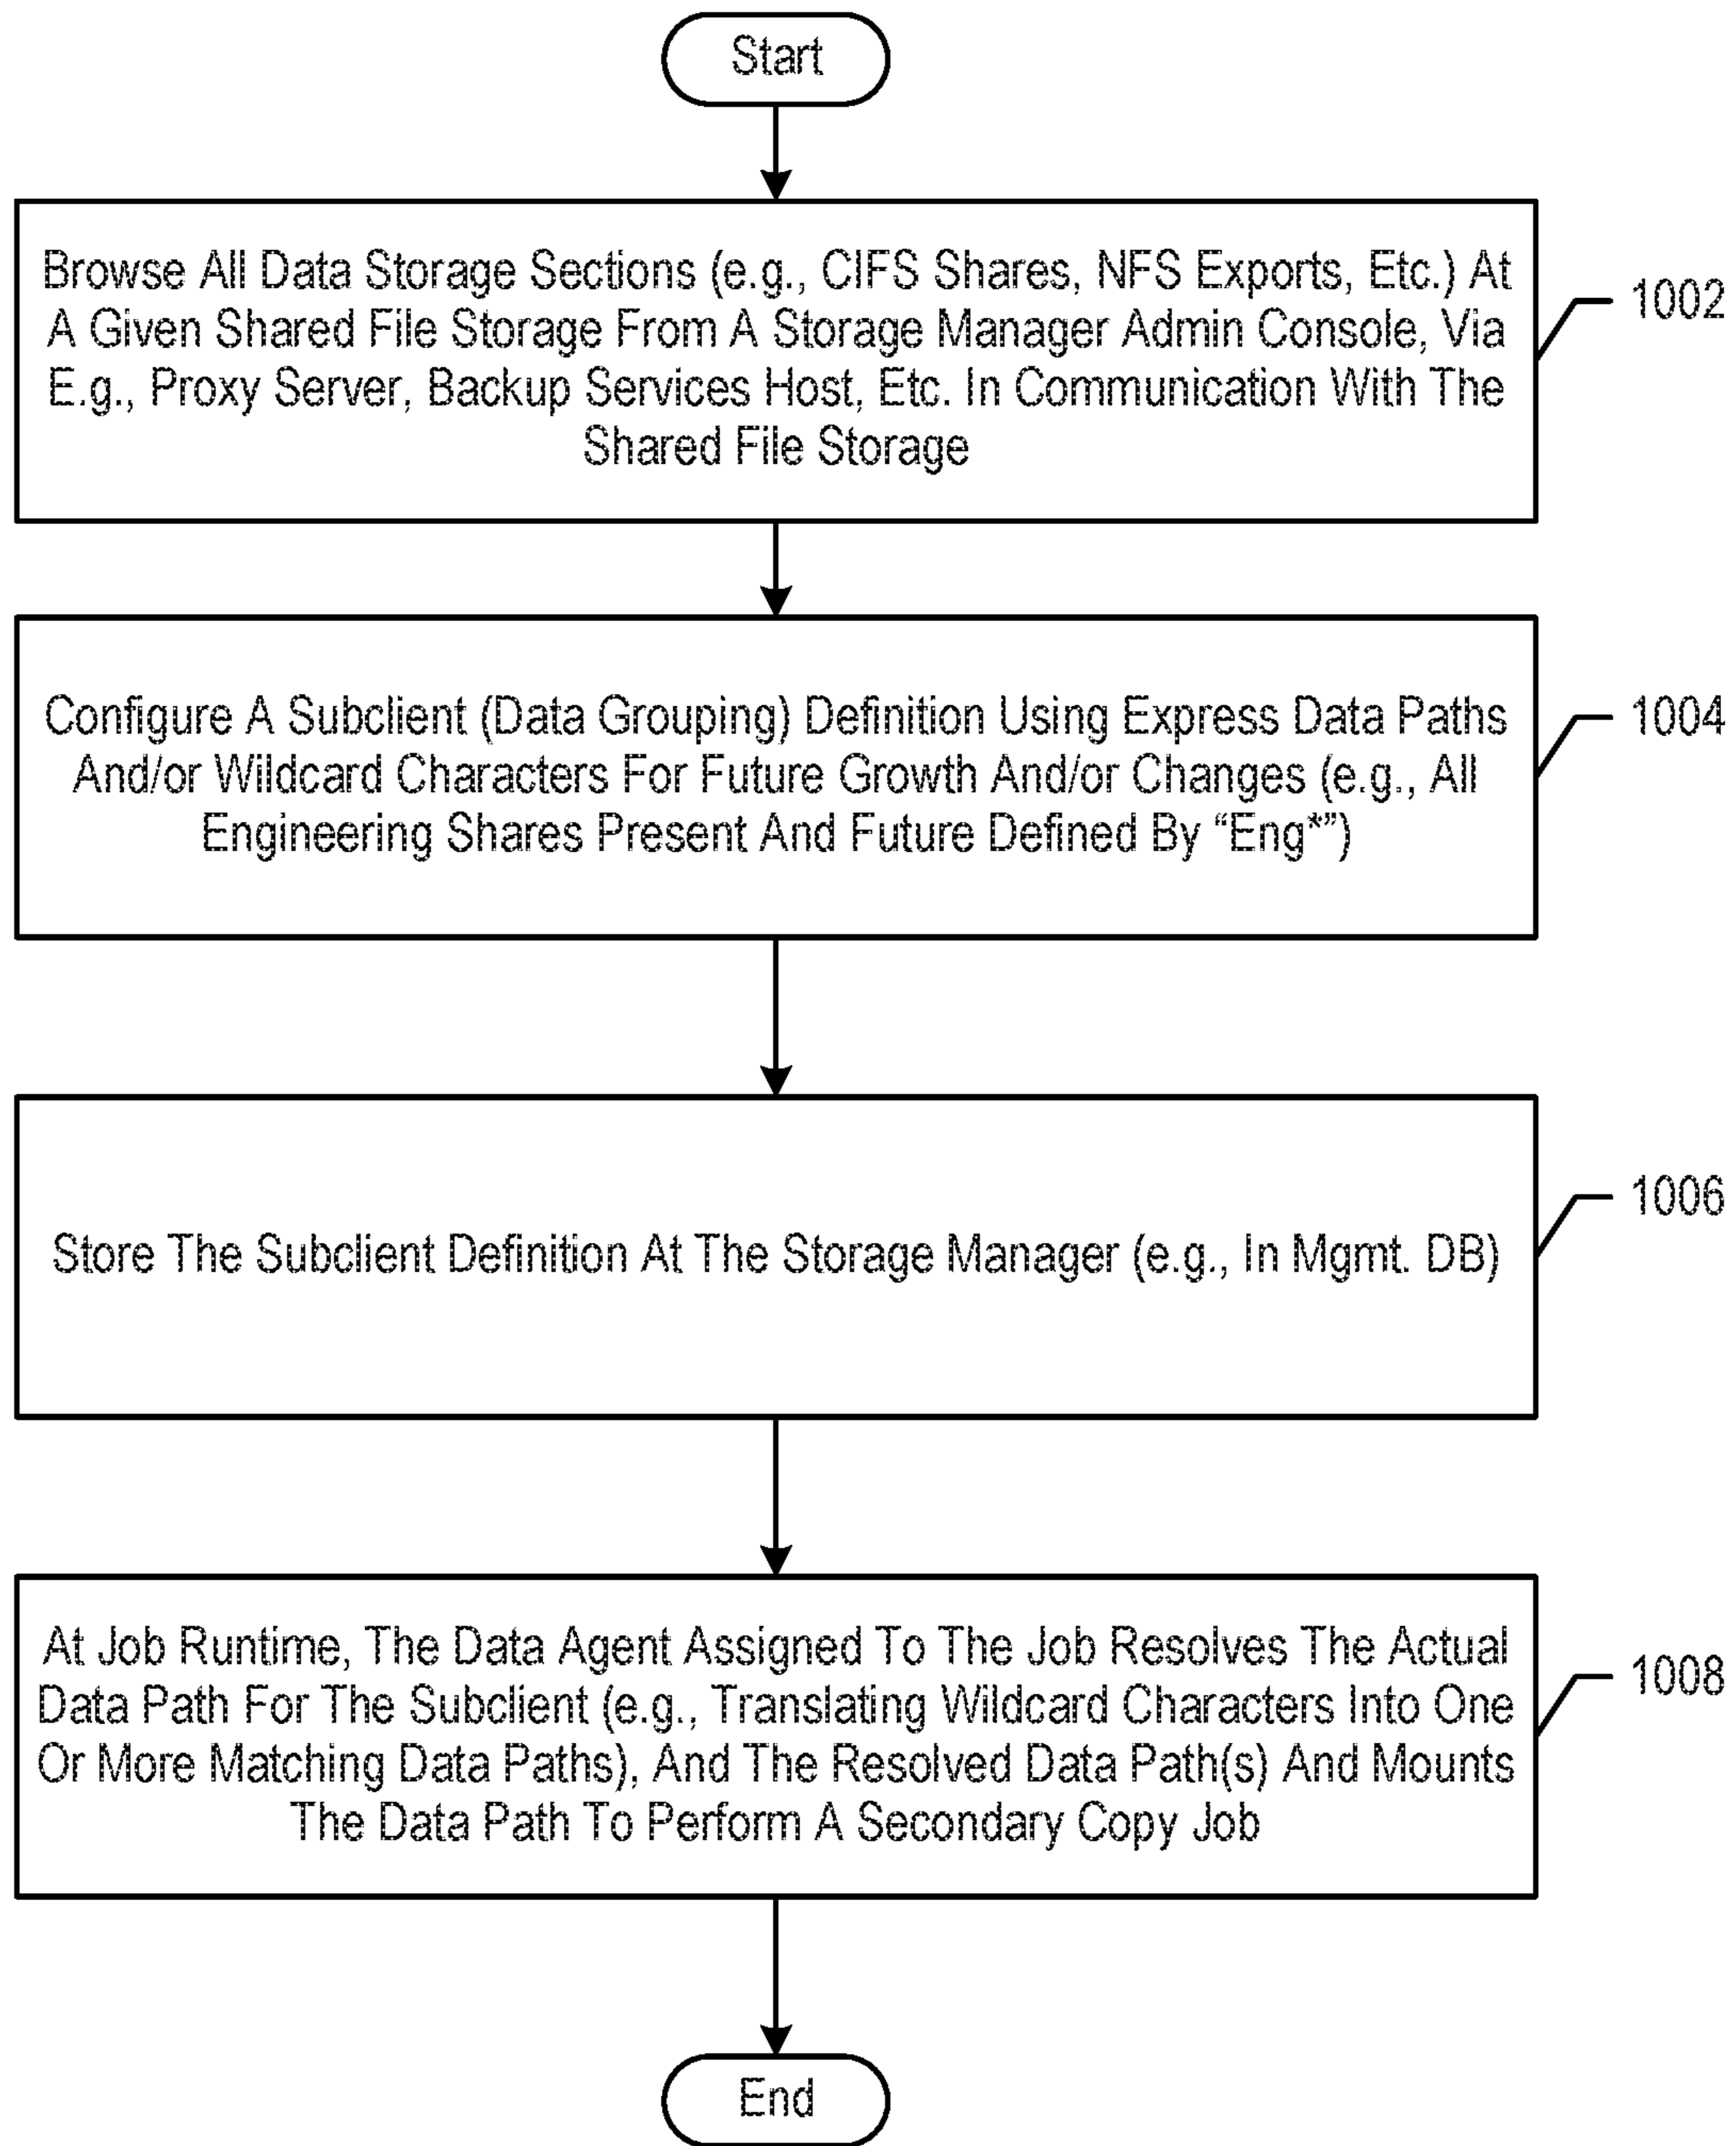 Start
Browse All Data Storage Sections (e.g., CIFS Shares, NFS Exports, Etc.) At
A Given Shared File Storage From A Storage Manager Admin Console, Via
E.g., Proxy Server, Backup Services Host, Etc. In Communication With The
Shared File Storage
1002
Configure A Subclient (Data Grouping) Definition Using Express Data Paths
And/or Wildcard Characters For Future Growth And/or Changes (e.g., All
Engineering Shares Present And Future Defined By “Eng*”)
1004
Store The Subclient Definition At The Storage Manager (e.g., In Mgmt. DB)
1006
At Job Runtime, The Data Agent Assigned To The Job Resolves The Actual
Data Path For The Subclient (e.g., Translating Wildcard Characters Into One
Or More Matching Data Paths), And The Resolved Data Path(s) And Mounts
The Data Path To Perform A Secondary Copy Job
1008
End